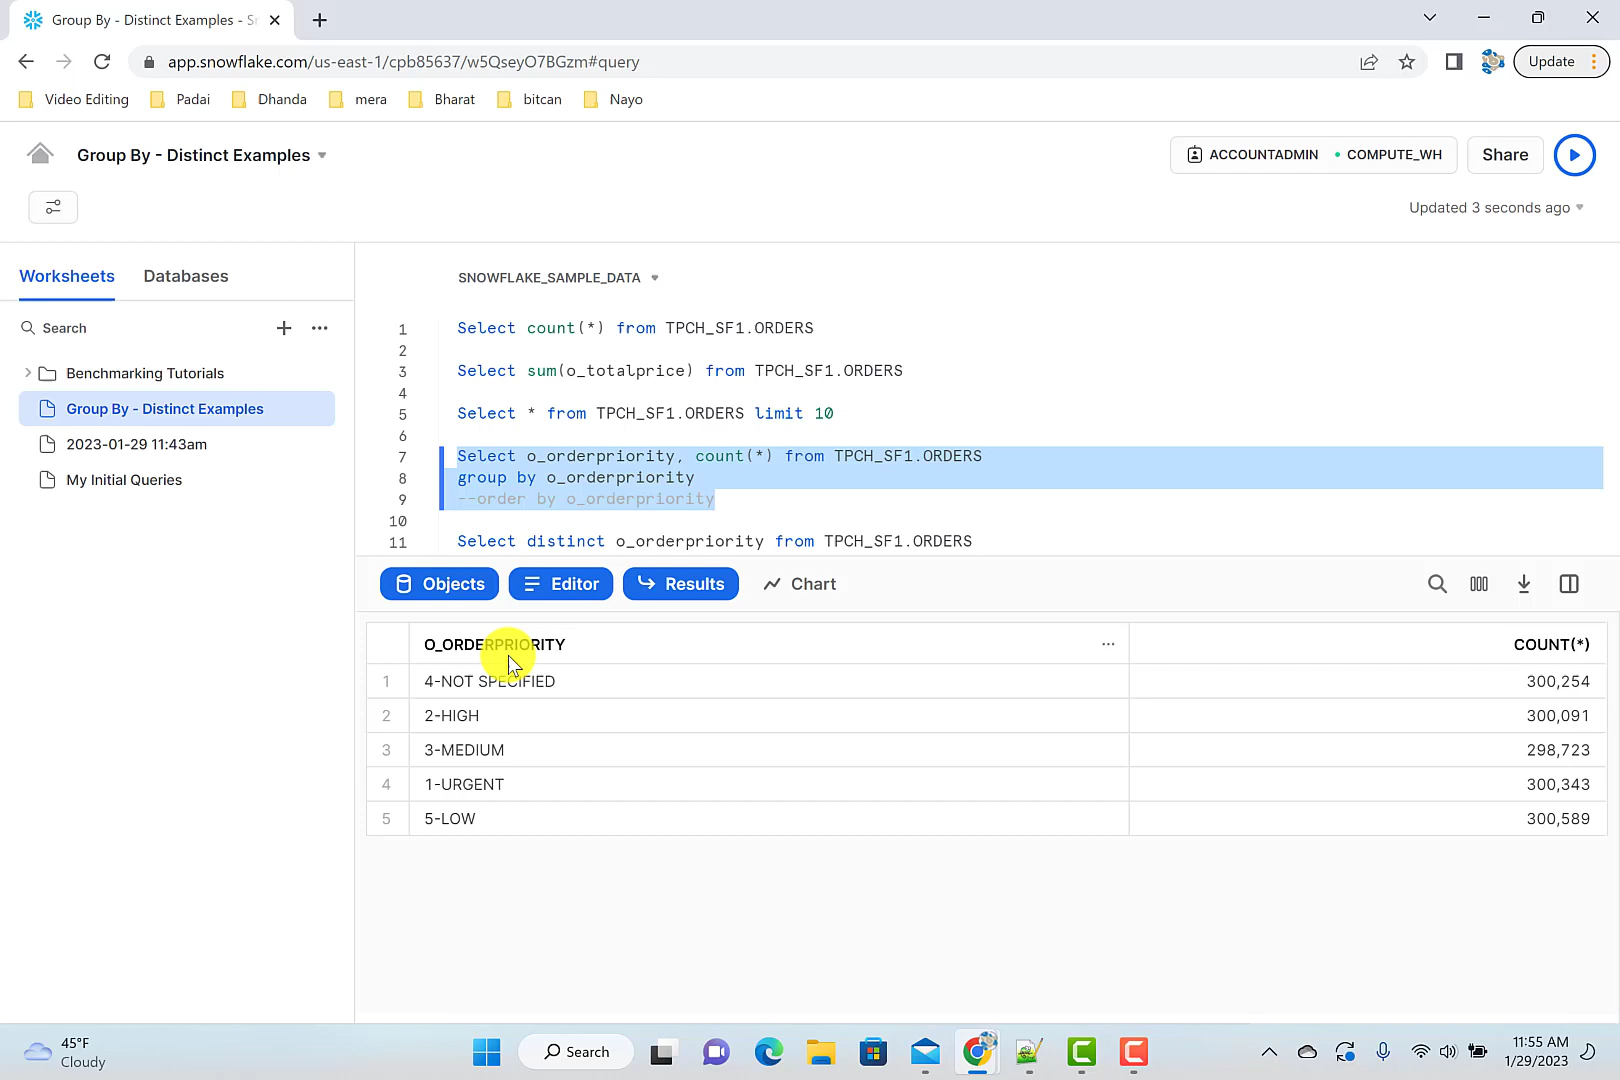 Group By - Distinct Examples - S
app.snowflake.com/us-east-1/cpb85637/w5QseyO7BGzm#query
Update
Video Editing
Padai
Dhanda
mera
Bharat
bitcan
Nayo
Group By - Distinct Examples
ACCOUNTADMIN
COMPUTE_WH
Share
Updated 3 seconds ago
Worksheets
Databases
Search
Benchmarking Tutorials
Group By - Distinct Examples
2023-01-29 11:43am
My Initial Queries
SNOWFLAKE_SAMPLE_DATA
1 Select count(*) from TPCH_SF1.ORDERS
2
3 Select sum(o_totalprice) from TPCH_SF1.ORDERS
4
5 Select * from TPCH_SF1.ORDERS limit 10
6
7 Select o_orderpriority, count(*) from TPCH_SF1.ORDERS
8 group by o_orderpriority
9 --order by o_orderpriority
10
11 Select distinct o_orderpriority from TPCH_SF1.ORDERS
Objects
Editor
Results
Chart
O_ORDERPRIORITY ... COUNT(*)
1 4-NOT SPECIFIED 300,254
2 2-HIGH 300,091
3 3-MEDIUM 298,723
4 1-URGENT 300,343
5 5-LOW 300,589
45°F
Cloudy
Search
11:55 AM
1/29/2023